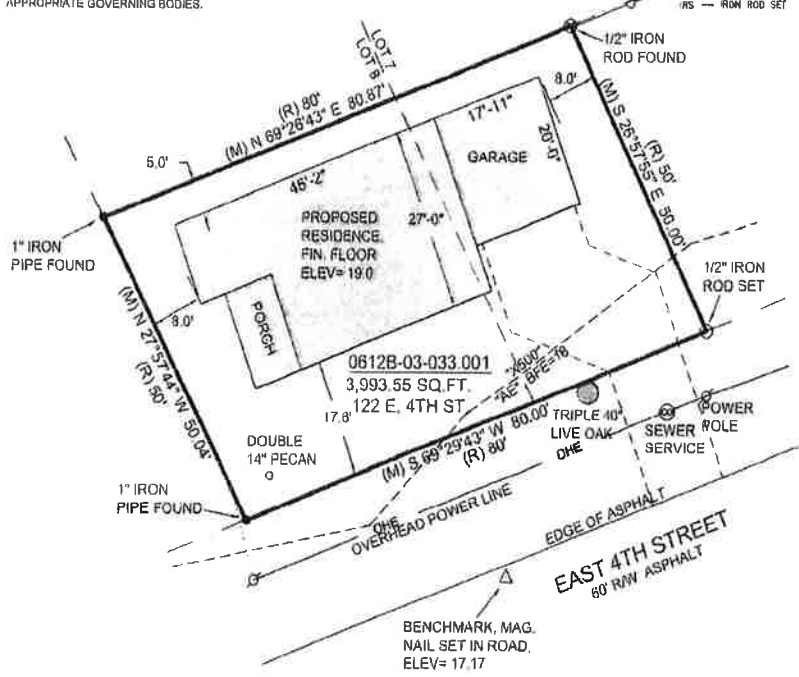 APPROPRIATE GOVERNING BODIES.
IRS — IRON ROD SET
LOT 7
LOT 8
1/2" IRON
ROD FOUND
(R) 80'
(M) N 69°26'43" E 80.87'
8.0'
17'-11"
20'-0"
GARAGE
(M) S 26°57'55" E 50.00'
(R) 50'
5.0'
46'-2"
27'-0"
PROPOSED
RESIDENCE
FIN. FLOOR
ELEV= 19.0
1" IRON
PIPE FOUND
1/2" IRON
ROD SET
8.0'
PORCH
(M) N 27°57'44" W 50.04'
(R) 50'
0612B-03-033.001
3,993.55 SQ.FT.
122 E. 4TH ST
"X500"
"AE" BFE=18
17.8'
DOUBLE
14" PECAN
TRIPLE 40"
LIVE OAK
OHE
SEWER
SERVICE
POWER
POLE
(M) S 69°29'43" W 80.00'
(R) 80'
1" IRON
PIPE FOUND
OHE
OVERHEAD POWER LINE
EDGE OF ASPHALT
EAST 4TH STREET
60' R/W ASPHALT
BENCHMARK, MAG.
NAIL SET IN ROAD,
ELEV= 17.17